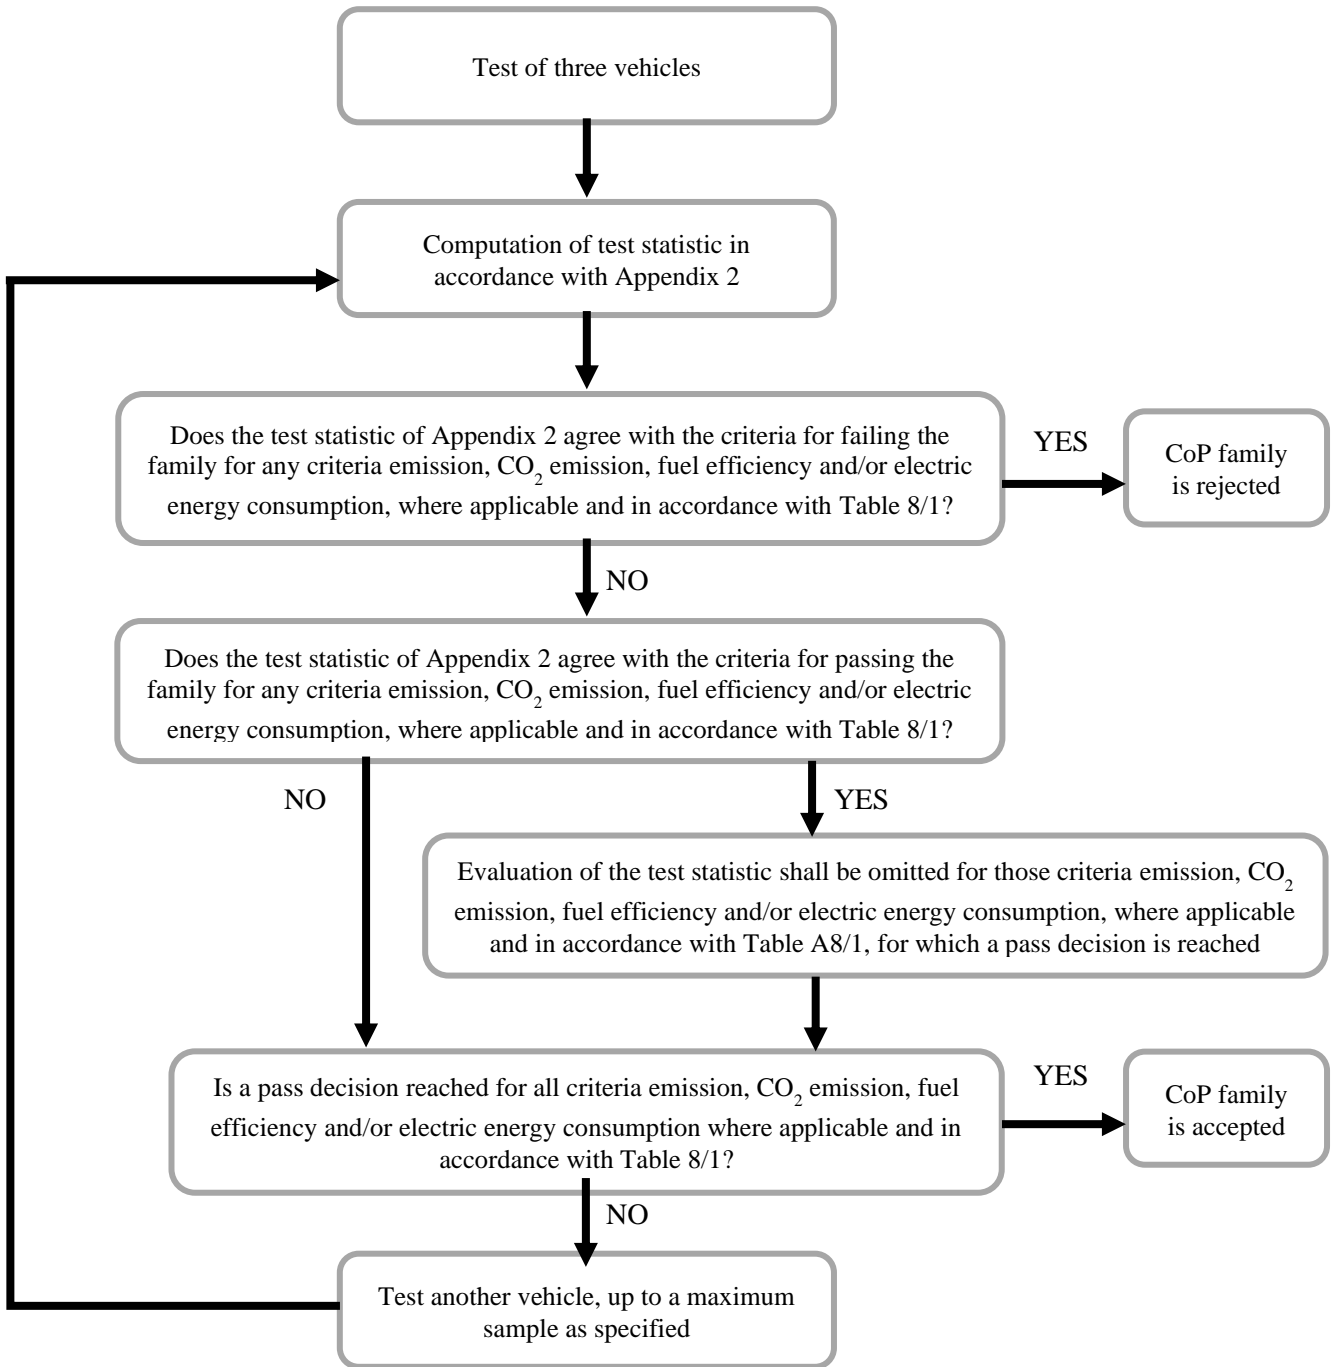 Test of three vehicles
Computation of test statistic in
accordance with Appendix 2
Does the test statistic of Appendix 2 agree with the criteria for failing the
family for any criteria emission, CO2 emission, fuel efficiency and/or electric
energy consumption, where applicable and in accordance with Table 8/1?
YES
CoP family
is rejected
NO
Does the test statistic of Appendix 2 agree with the criteria for passing the
family for any criteria emission, CO2 emission, fuel efficiency and/or electric
energy consumption, where applicable and in accordance with Table 8/1?
NO
YES
Evaluation of the test statistic shall be omitted for those criteria emission, CO2
emission, fuel efficiency and/or electric energy consumption, where applicable
and in accordance with Table A8/1, for which a pass decision is reached
Is a pass decision reached for all criteria emission, CO2 emission, fuel
efficiency and/or electric energy consumption where applicable and in
accordance with Table 8/1?
YES
CoP family
is accepted
NO
Test another vehicle, up to a maximum
sample as specified